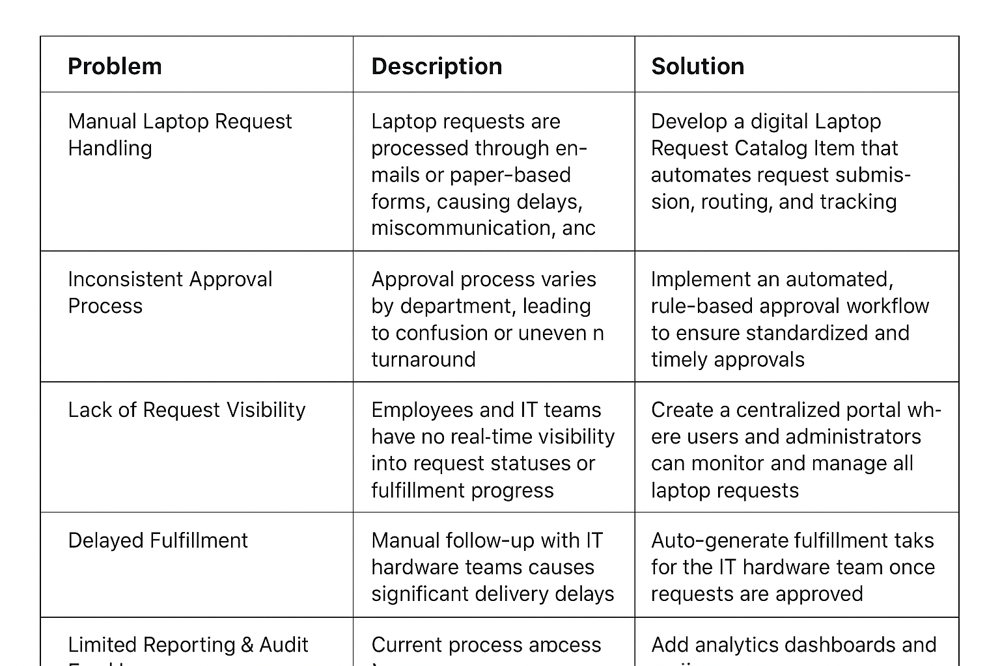 Problem
Description
Solution
Manual Laptop Request
Handling
Laptop requests are
processed through en-
mails or paper-based
forms, causing delays,
miscommunication, anc
Develop a digital Laptop
Request Catalog Item that
automates request submis-
sion, routing, and tracking
Inconsistent Approval
Process
Approval process varies
by department, leading
to confusion or uneven n
turnaround
Implement an automated,
rule-based approval workflow
to ensure standardized and
timely approvals
Lack of Request Visibility
Employees and IT teams
have no real-time visibility
into request statuses or
fulfillment progress
Create a centralized portal wh-
ere users and administrators
can monitor and manage all
laptop requests
Delayed Fulfillment
Manual follow-up with IT
hardware teams causes
significant delivery delays
Auto-generate fulfillment taks
for the IT hardware team once
requests are approved
Limited Reporting & Audit
Current process
Add analytics dashboards and